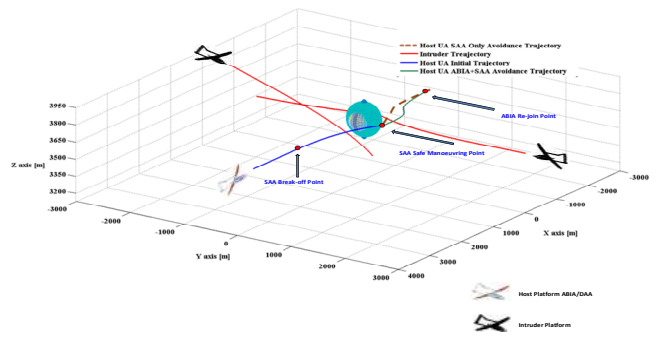 Host UA SAA Only Avoidance Trajectory
Intruder Treajectory
Host UA Initial Trajectory
Host UA ABIA+SAA Avoidance Trajectory
ABIA Re-join Point
SAA Safe Manoeuvring Point
SAA Break-off Point
Z axis [m]
3950
3800
3650
3500
3350
3200
-3000
-2000
-1000
0
1000
2000
3000
Y axis [m]
4000
3000
2000
1000
0
-1000
-2000
-3000
X axis [m]
Host Platform ABIA/DAA
Intruder Platform